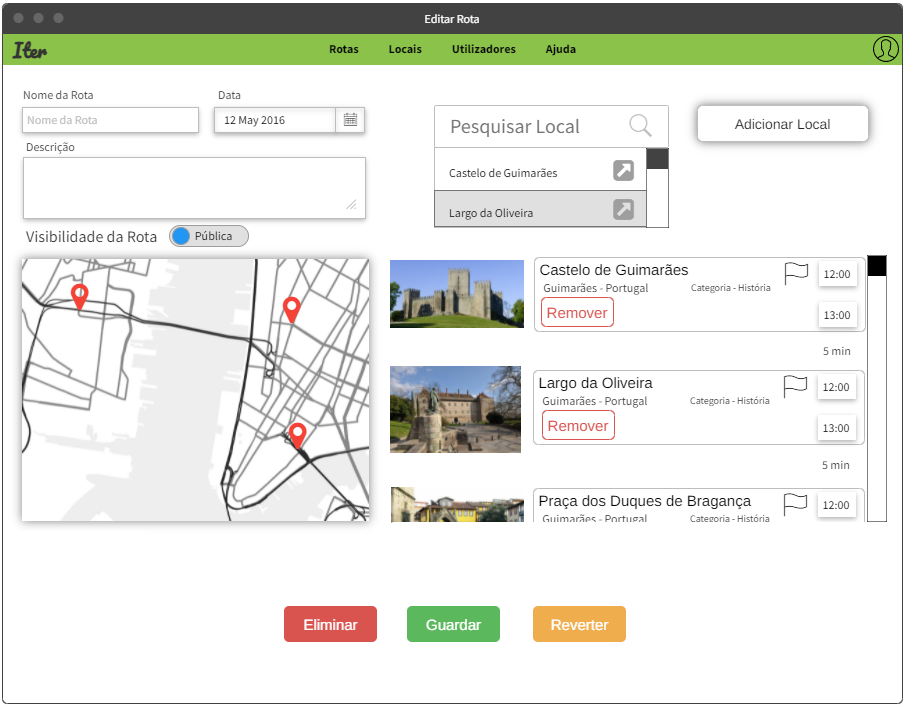 Editar Rota
Iter
Rotas
Locais
Utilizadores
Ajuda
Nome da Rota
Data
Nome da Rota
12 May 2016
Descrição
Visibilidade da Rota
Pública
Pesquisar Local
Castelo de Guimarães
Largo da Oliveira
Adicionar Local
Castelo de Guimarães
Guimarães - Portugal
Categoria - História
12:00
Remover
13:00
5 min
Largo da Oliveira
Guimarães - Portugal
Categoria - História
12:00
Remover
13:00
5 min
Praça dos Duques de Bragança
Guimarães - Portugal
Categoria - História
12:00
Eliminar
Guardar
Reverter